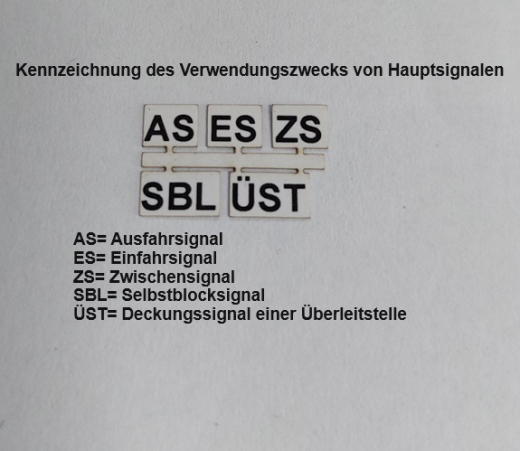 Kennzeichnung des Verwendungszwecks von Hauptsignalen
AS ES ZS
SBL ÜST
AS= Ausfahrsignal
ES= Einfahrsignal
ZS= Zwischensignal
SBL= Selbstblocksignal
ÜST= Deckungssignal einer Überleitstelle